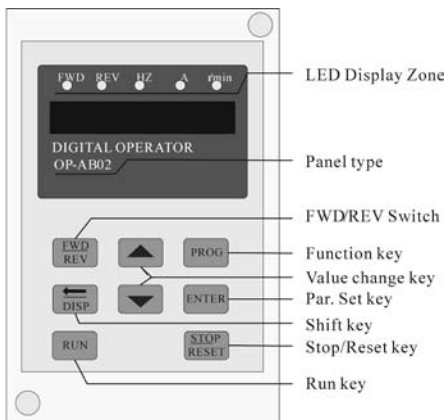 FWD REV HZ A r/min
LED Display Zone
DIGITAL OPERATOR
OP-AB02
Panel type
FWD/REV Switch
FWD
REV
PROG
Function key
Value change key
DISP
ENTER
Par. Set key
Shift key
RUN
STOP
RESET
Stop/Reset key
Run key